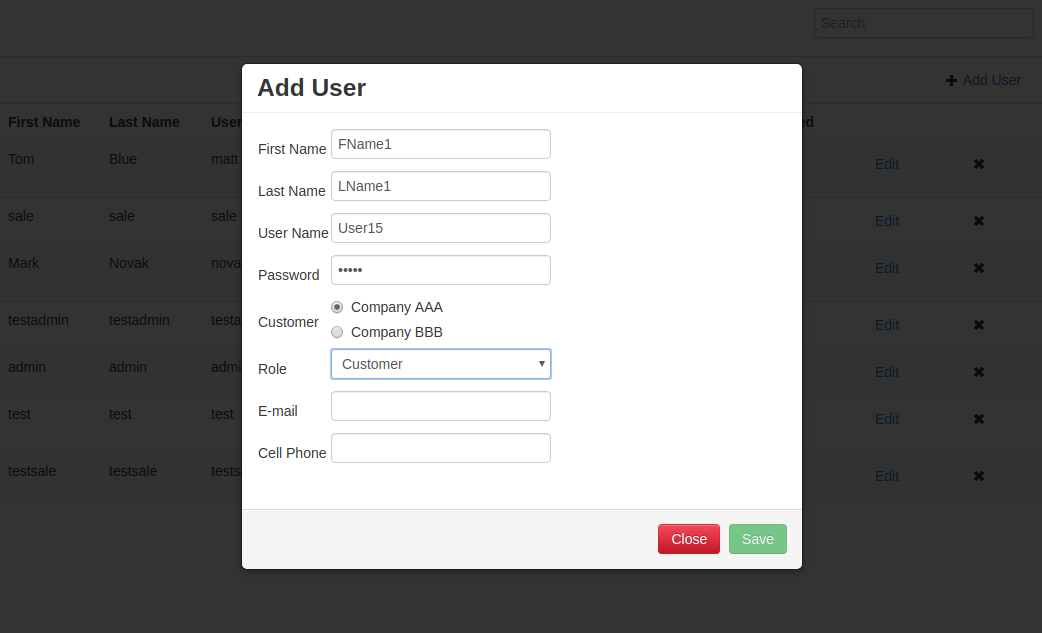 Search
Add User
Add User
First Name Last Name User ed
First Name FName1
Tom Blue matt Edit
Last Name LName1
sale sale sale Edit
User Name User15
Mark Novak nova Edit
Password •••••
Company AAA
Customer
testadmin testadmin testa Edit
Company BBB
Role Customer
admin admin admi Edit
E-mail
test test test Edit
Cell Phone
testsale testsale tests Edit
Close Save